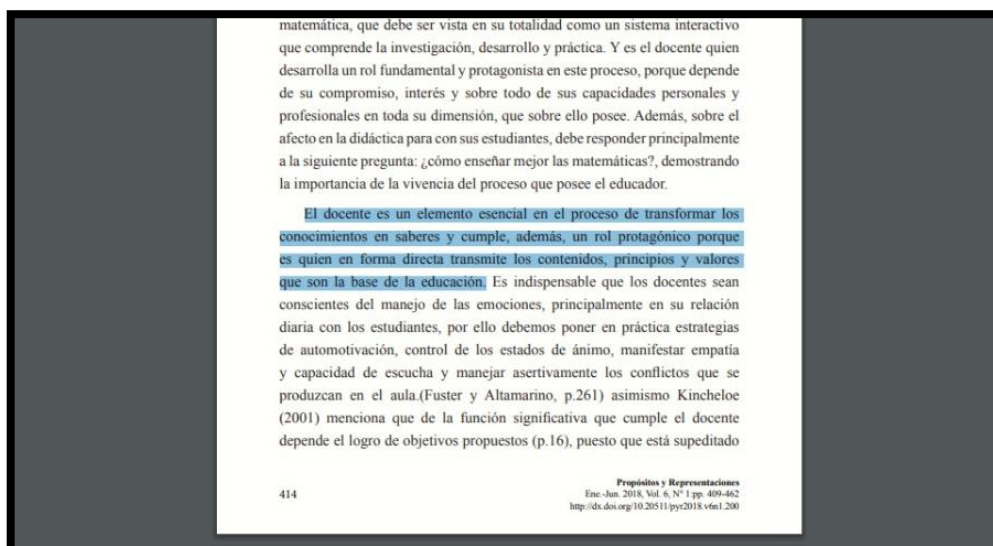 matemática, que debe ser vista en su totalidad como un sistema interactivo
que comprende la investigación, desarrollo y práctica. Y es el docente quien
desarrolla un rol fundamental y protagonista en este proceso, porque depende
de su compromiso, interés y sobre todo de sus capacidades personales y
profesionales en toda su dimensión, que sobre ello posee. Además, sobre el
afecto en la didáctica para con sus estudiantes, debe responder principalmente
a la siguiente pregunta: ¿cómo enseñar mejor las matemáticas?, demostrando
la importancia de la vivencia del proceso que posee el educador.
El docente es un elemento esencial en el proceso de transformar los
conocimientos en saberes y cumple, además, un rol protagónico porque
es quien en forma directa transmite los contenidos, principios y valores
que son la base de la educación. Es indispensable que los docentes sean
conscientes del manejo de las emociones, principalmente en su relación
diaria con los estudiantes, por ello debemos poner en práctica estrategias
de automotivación, control de los estados de ánimo, manifestar empatía
y capacidad de escucha y manejar asertivamente los conflictos que se
produzcan en el aula.(Fuster y Altamarino, p.261) asimismo Kincheloe
(2001) menciona que de la función significativa que cumple el docente
depende el logro de objetivos propuestos (p.16), puesto que está supeditado
414
Propósitos y Representaciones
Ene.-Jun. 2018, Vol. 6, N° 1:pp. 409-462
http://dx.doi.org/10.20511/pyr2018.v6n1.200